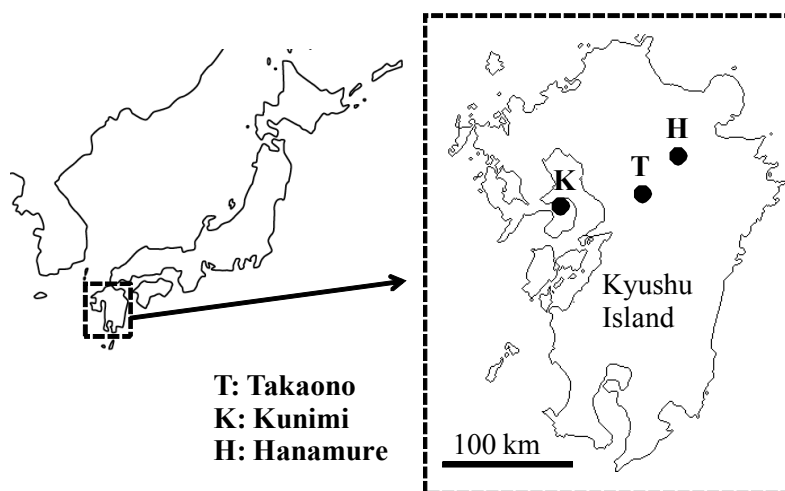 H
T
K
Kyushu
Island
T: Takaono
K: Kunimi
H: Hanamure
100 km